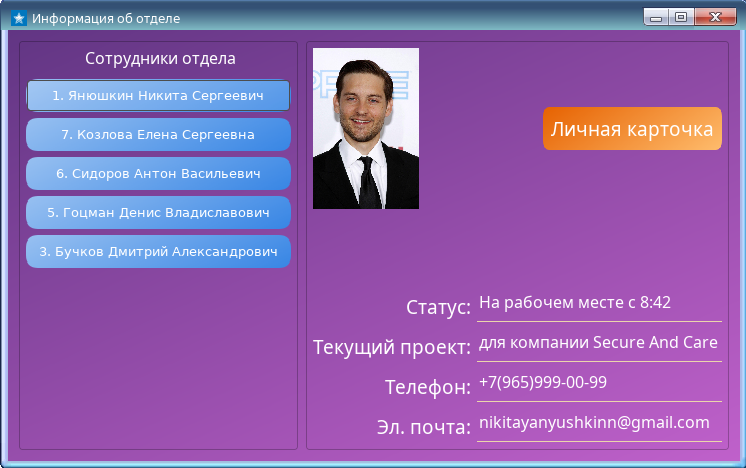 Информация об отделе
Сотрудники отдела
1. Янюшкин Никита Сергеевич
7. Козлова Елена Сергеевна
6. Сидоров Антон Васильевич
5. Гоцман Денис Владиславович
3. Бучков Дмитрий Александрович
Личная карточка
Статус: На рабочем месте с 8:42
Текущий проект: для компании Secure And Care
Телефон: +7(965)999-00-99
Эл. почта: nikitayanyushkinn@gmail.com